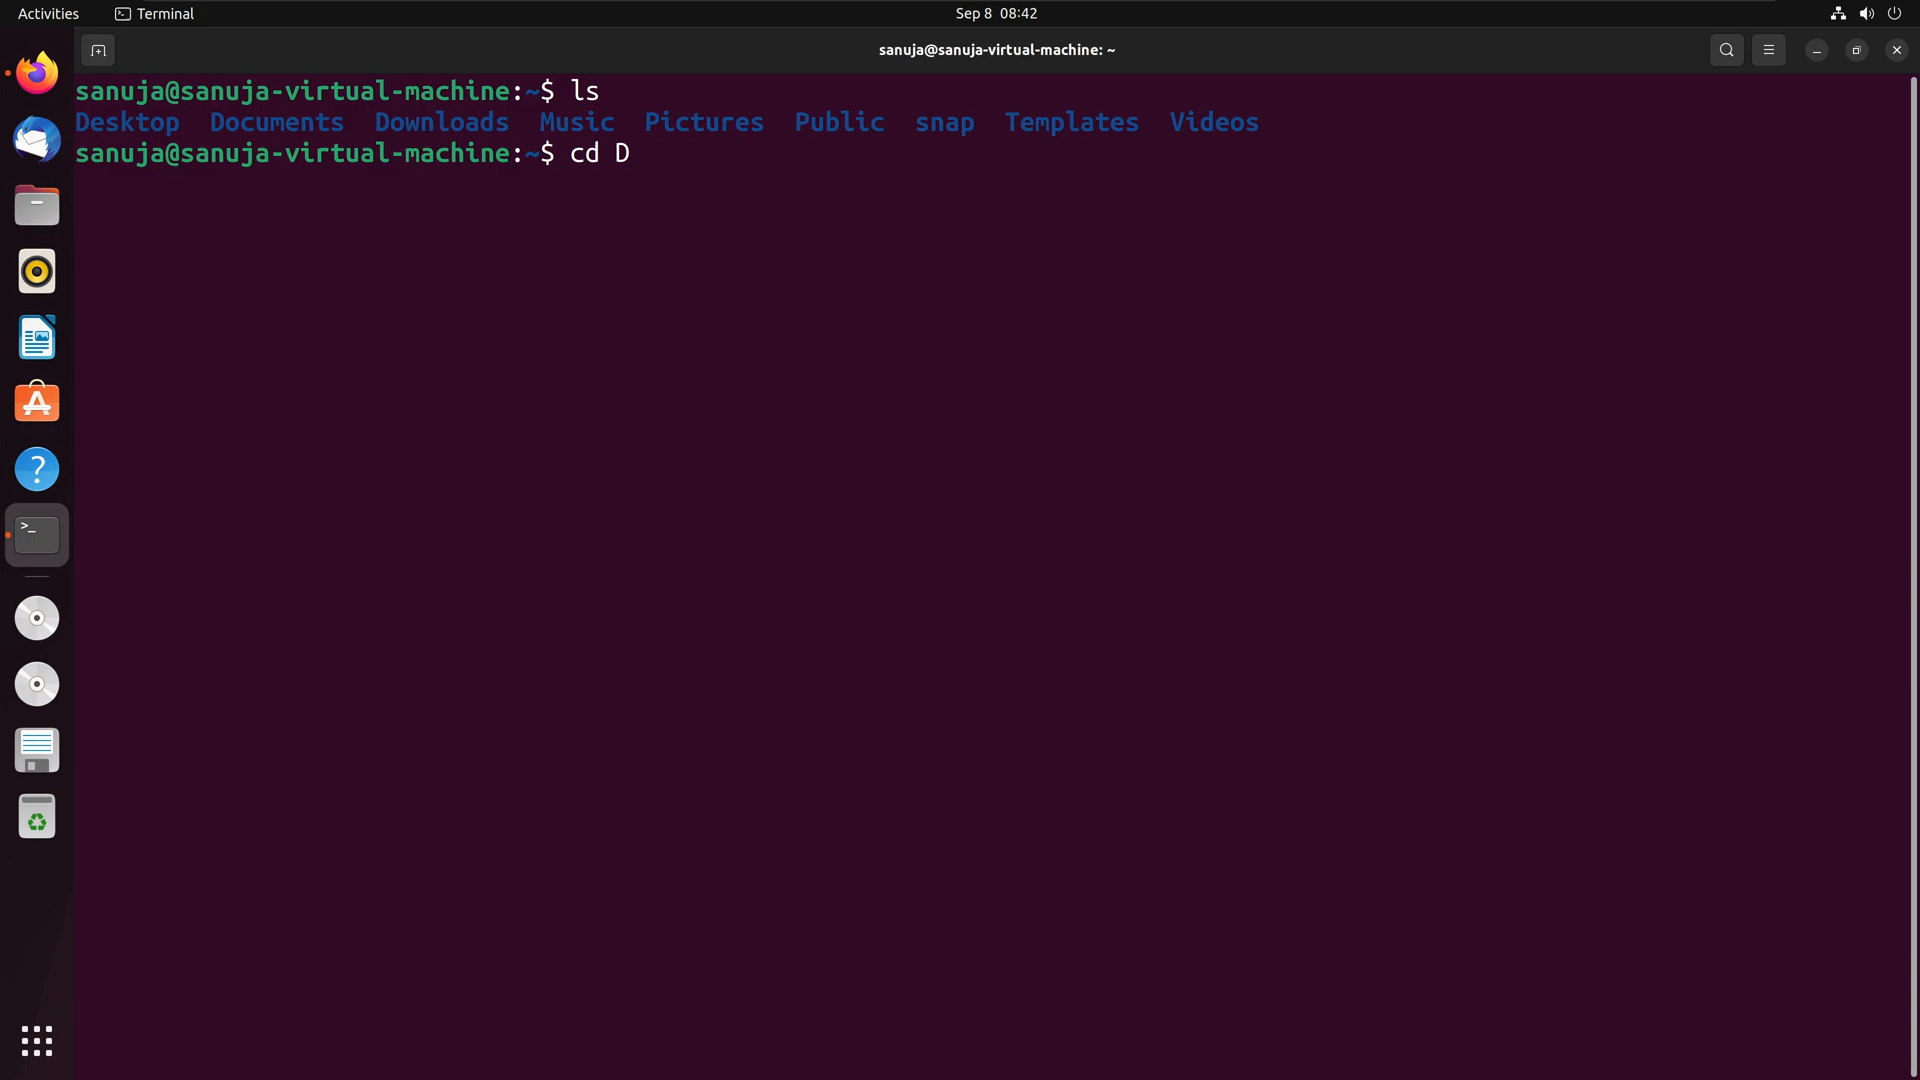 Activities Terminal Sep 8 08:42
sanuja@sanuja-virtual-machine: ~
sanuja@sanuja-virtual-machine:~$ ls
Desktop Documents Downloads Music Pictures Public snap Templates Videos
sanuja@sanuja-virtual-machine:~$ cd D